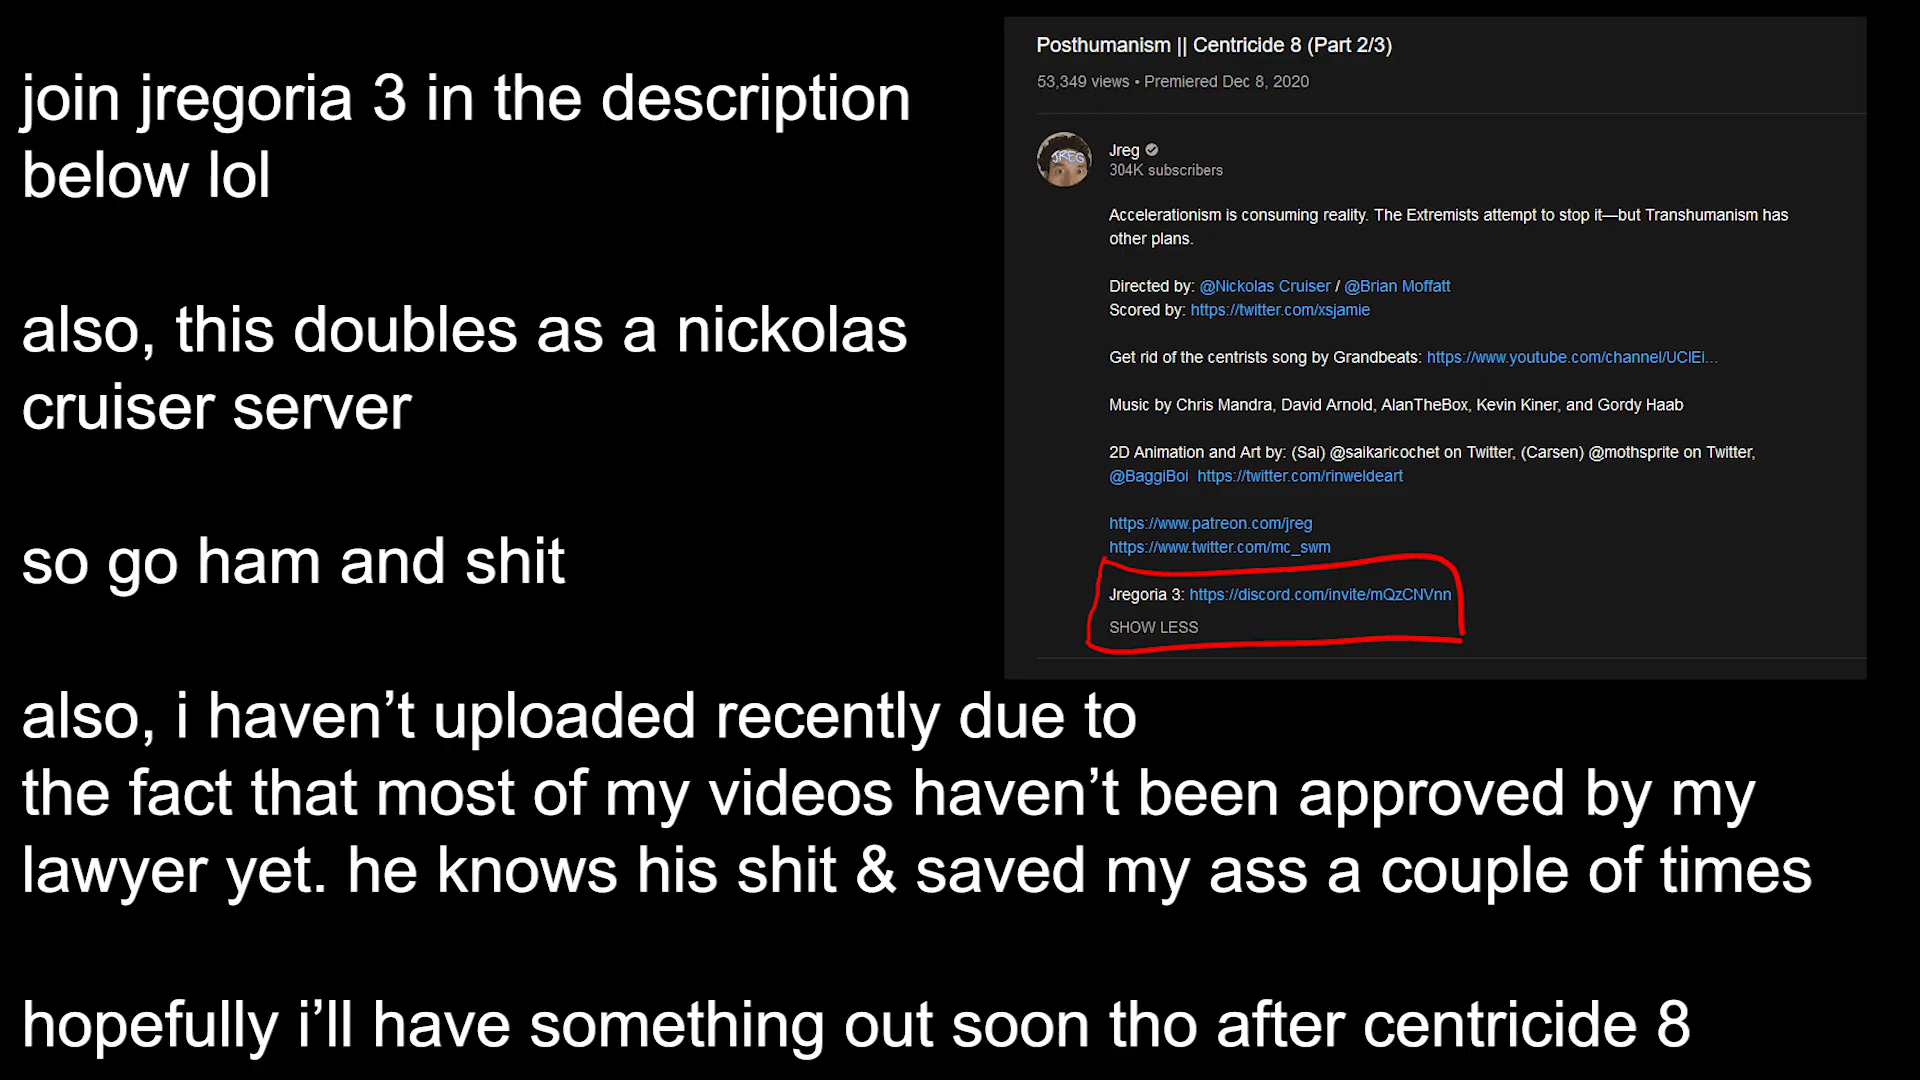 join jregoria 3 in the description
below lol
also, this doubles as a nickolas
cruiser server
so go ham and shit
also, i haven’t uploaded recently due to
the fact that most of my videos haven’t been approved by my
lawyer yet. he knows his shit & saved my ass a couple of times
hopefully i’ll have something out soon tho after centricide 8
Posthumanism || Centricide 8 (Part 2/3)
53,349 views • Premiered Dec 8, 2020
JREG
Jreg
304K subscribers
Accelerationism is consuming reality. The Extremists attempt to stop it—but Transhumanism has
other plans.
Directed by: @Nickolas Cruiser / @Brian Moffatt
Scored by: https://twitter.com/xsjamie
Get rid of the centrists song by Grandbeats: https://www.youtube.com/channel/UClEi...
Music by Chris Mandra, David Arnold, AlanTheBox, Kevin Kiner, and Gordy Haab
2D Animation and Art by: (Sai) @saikaricochet on Twitter, (Carsen) @mothsprite on Twitter,
@BaggiBoi https://twitter.com/rinweldeart
https://www.patreon.com/jreg
https://www.twitter.com/mc_swm
Jregoria 3: https://discord.com/invite/mQzCNVnn
SHOW LESS